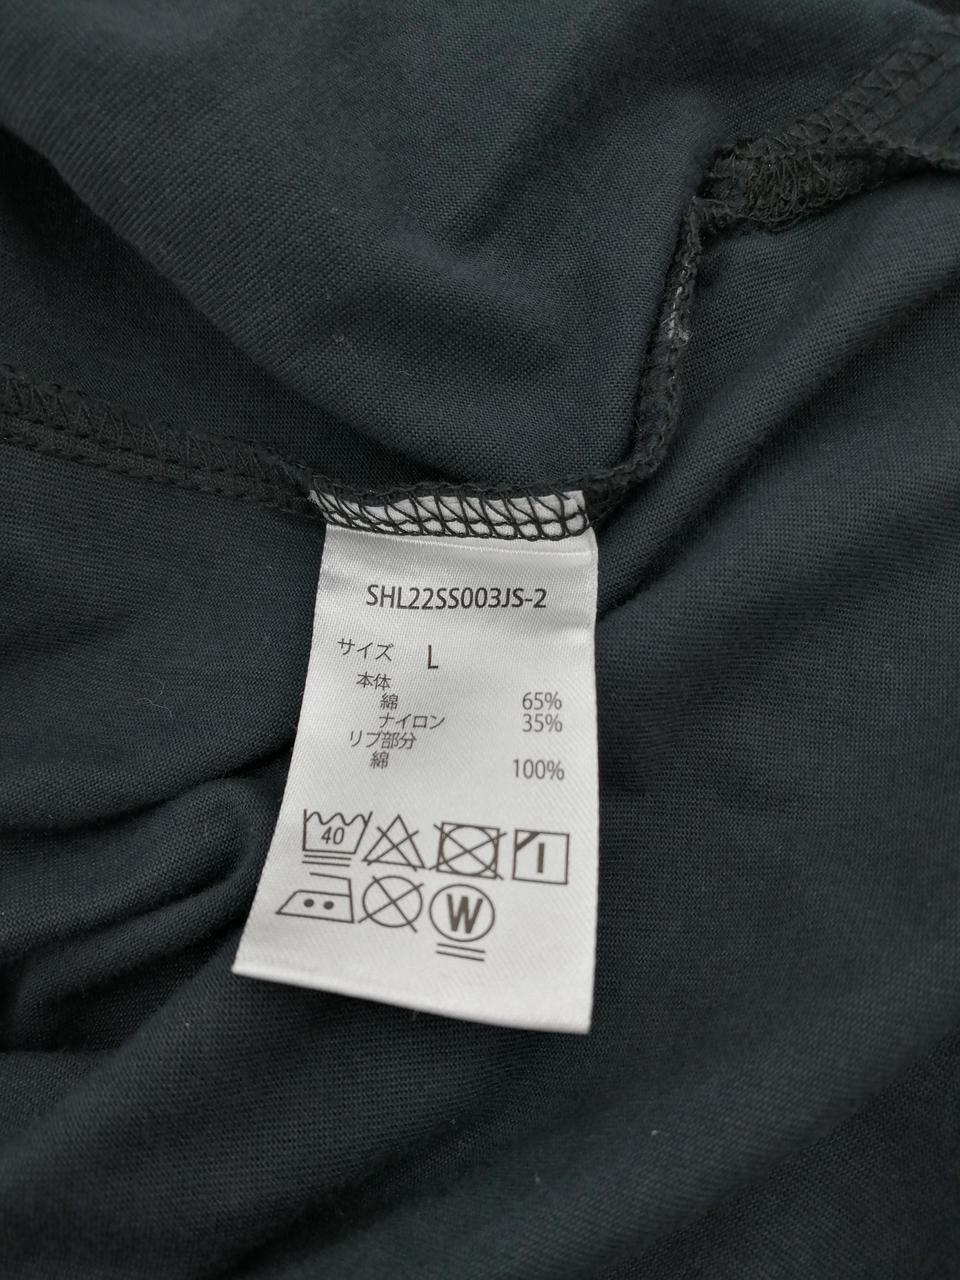 SHL22SS003JS-2
サイズ L
本体
綿 65%
ナイロン 35%
リブ部分
綿 100%
40
W